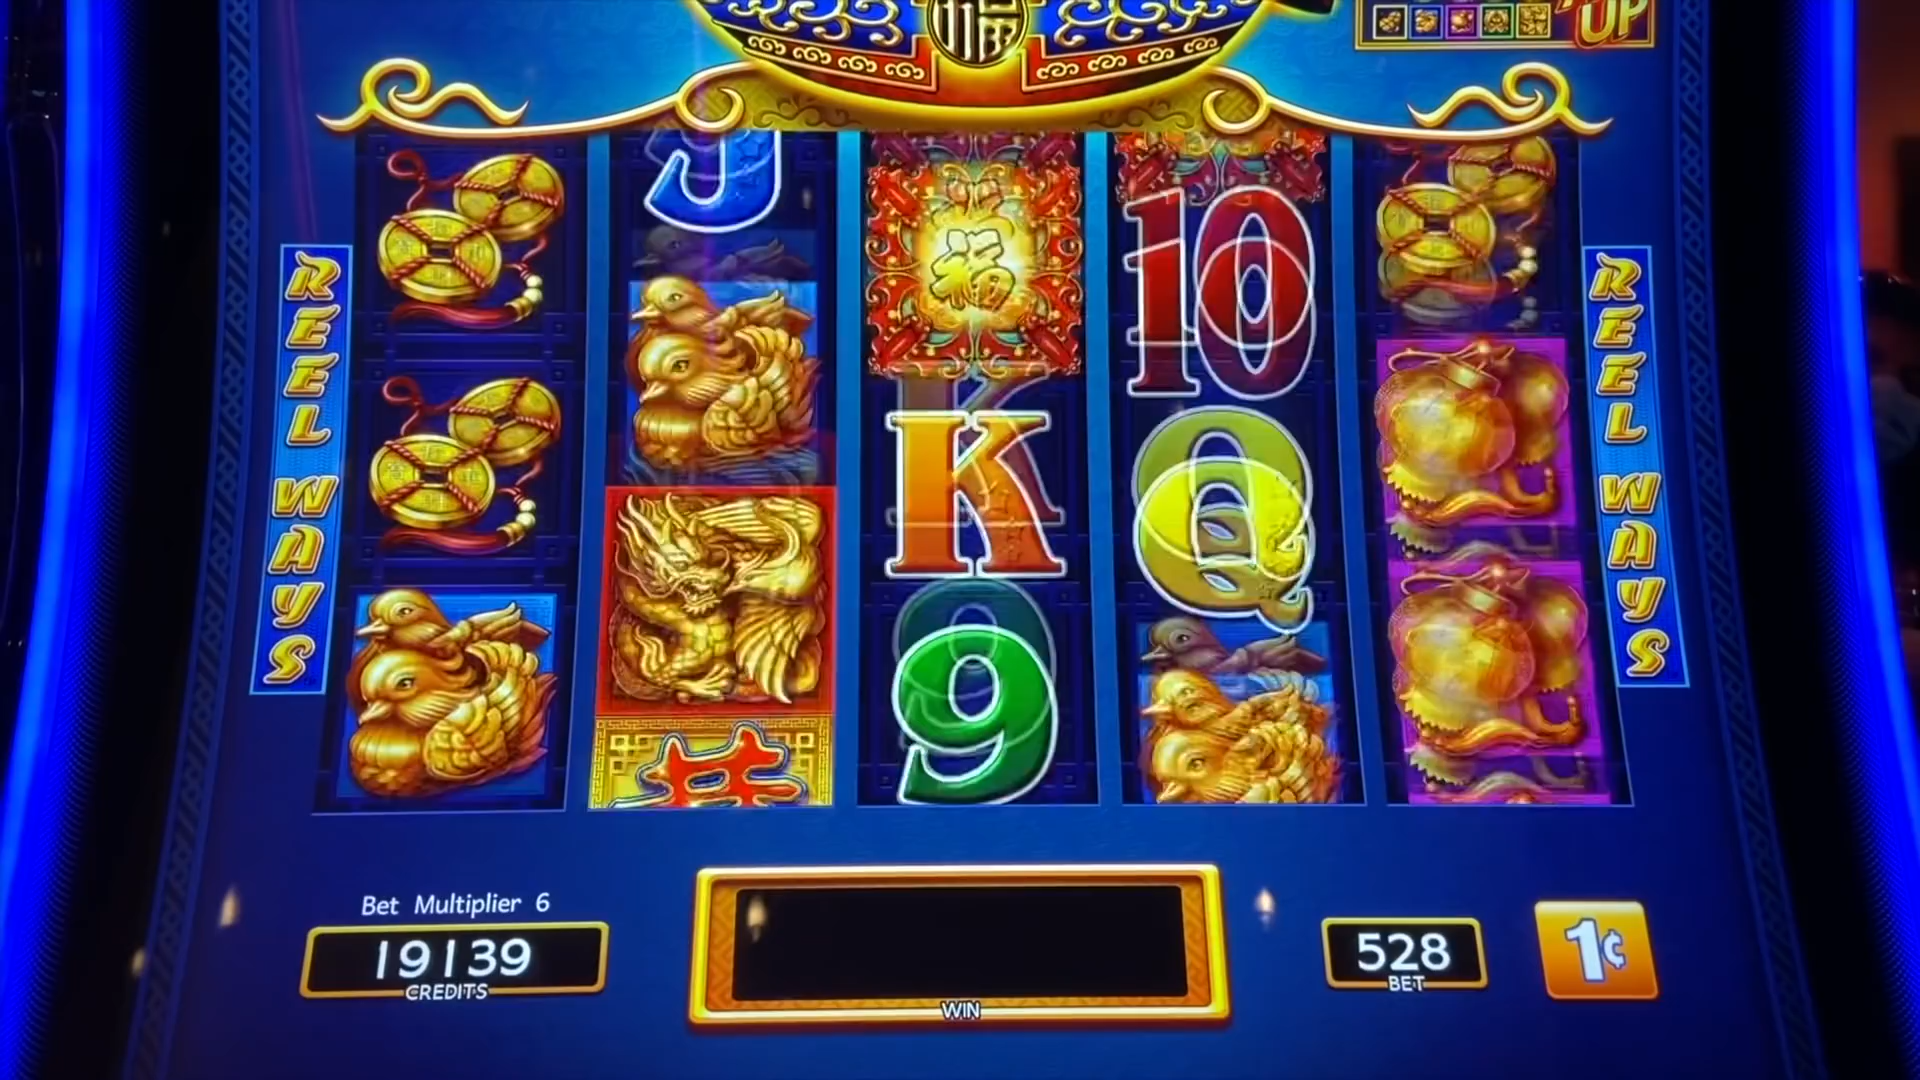 UP
REEL WAYS
REEL WAYS
J
福
10
K
Q
9
Bet Multiplier 6
19139
CREDITS
WIN
528
BET
1¢